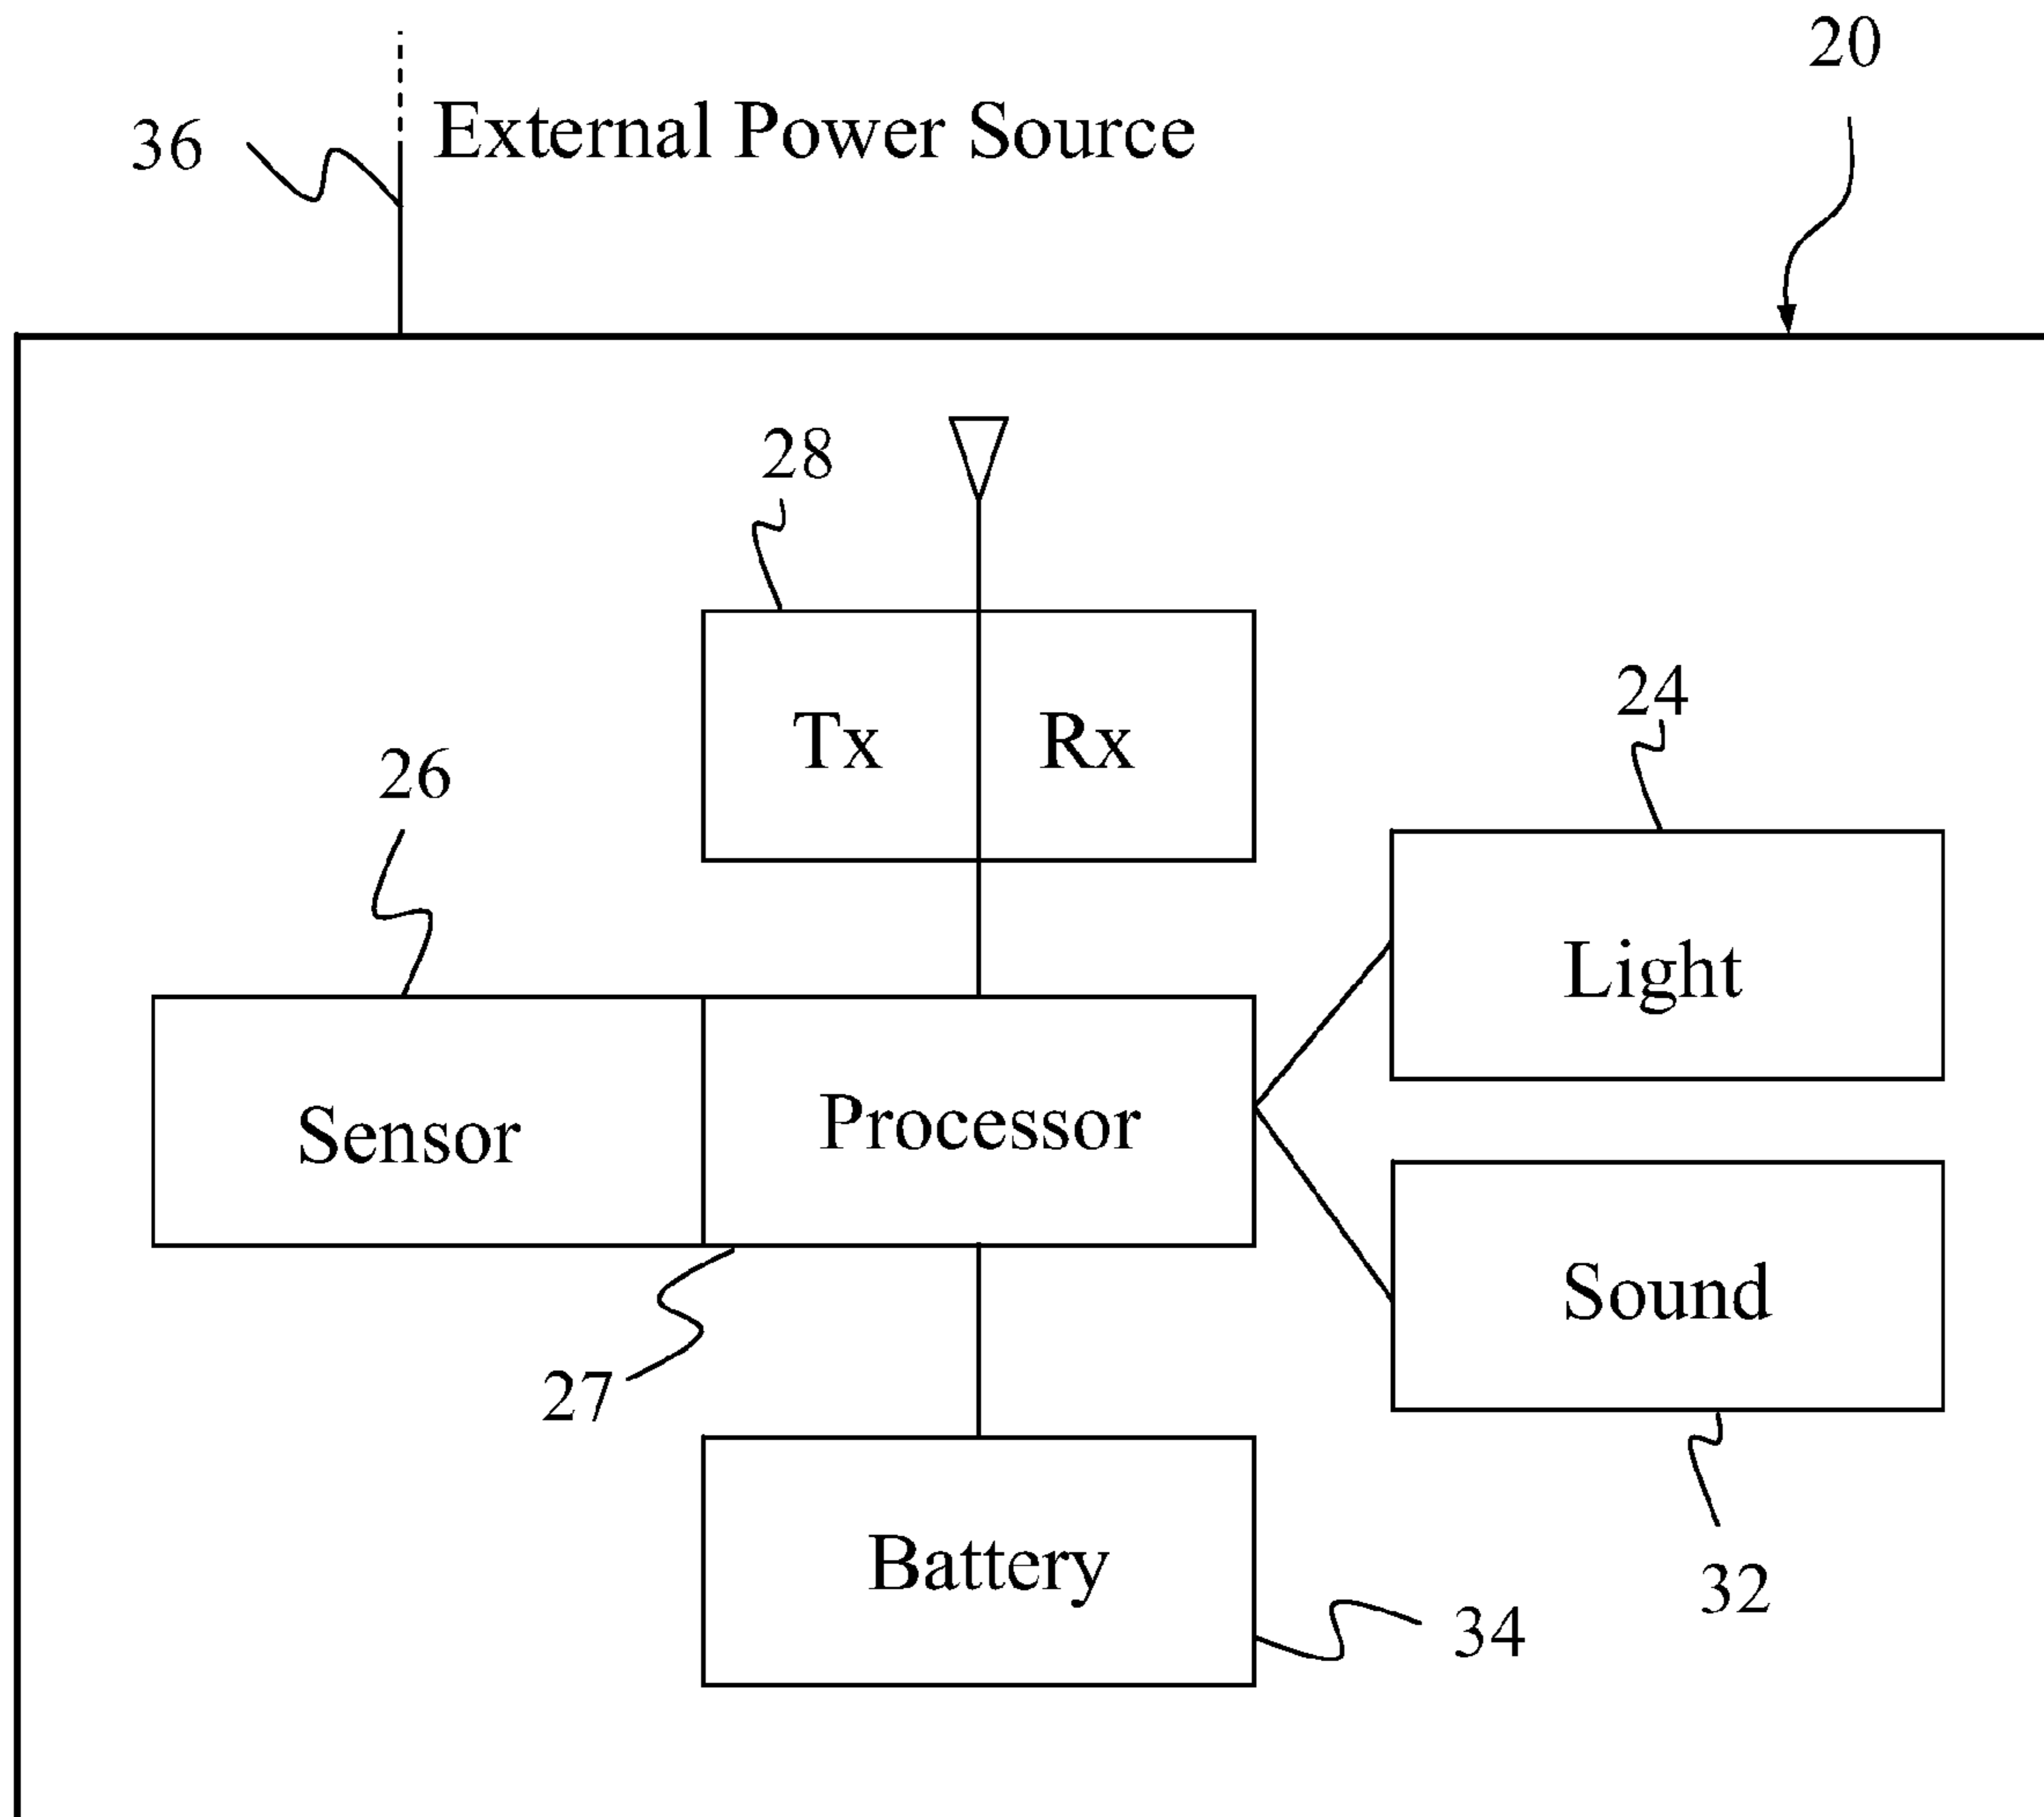 20
36
External Power Source
28
Tx
Rx
24
26
Light
Sensor
Processor
Sound
27
Battery
32
34